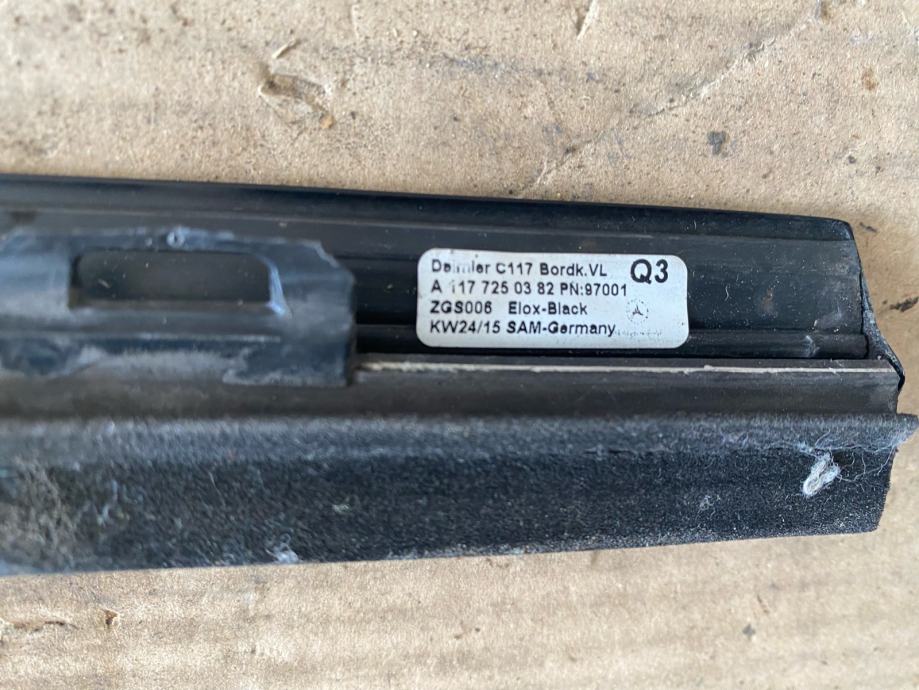 Daimler C117 Bordk.VL Q3
A 117 725 03 82 PN:97001
ZGS006 Elox-Black
KW24/15 SAM-Germany